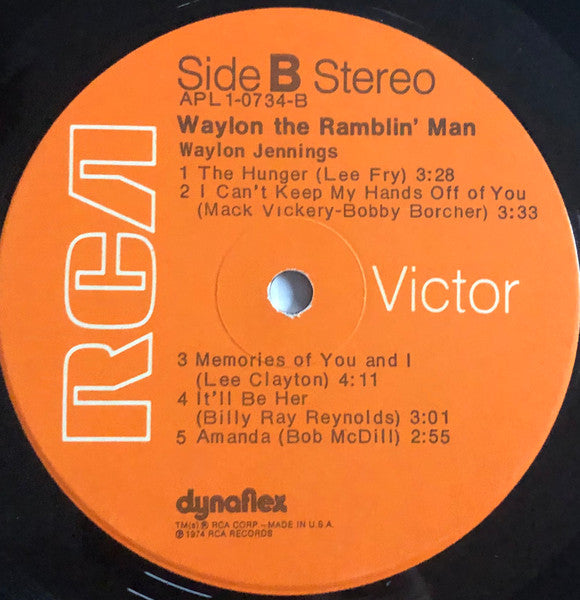 Side B Stereo
APL1-0734-B
Waylon the Ramblin' Man
Waylon Jennings
1 The Hunger (Lee Fry) 3:28
2 I Can't Keep My Hands Off of You
(Mack Vickery-Bobby Borcher) 3:33
RCA
Victor
3 Memories of You and I
(Lee Clayton) 4:11
4 It'll Be Her
(Billy Ray Reynolds) 3:01
5 Amanda (Bob McDill) 2:55
dynaflex
TM(s) ® RCA CORP—MADE IN U.S.A.
℗ 1974 RCA RECORDS